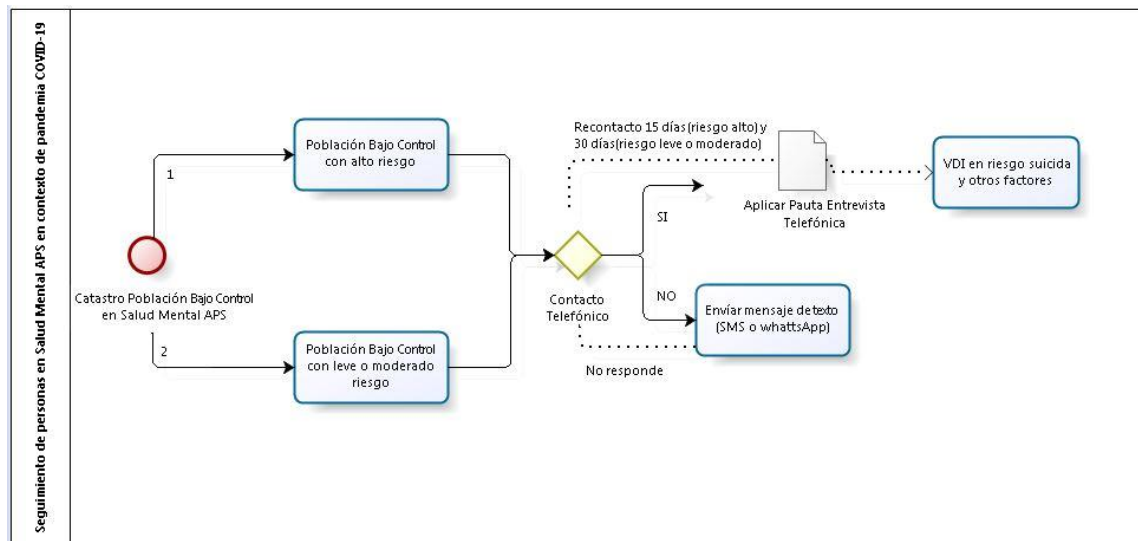 Seguimiento de personas en Salud Mental APS en contexto de pandemia COVID-19
Población Bajo Control
con alto riesgo
1
Catastro Población Bajo Control
en Salud Mental APS
2
Población Bajo Control
con leve o moderado
riesgo
Contacto
Telefónico
Recontacto 15 días(riesgo alto) y
30 días(riesgo leve o moderado)
SI
Aplicar Pauta Entrevista
Telefónica
VDI en riesgo suicida
y otros factores
NO
Envíar mensaje de texto
(SMS o whattsApp)
No responde